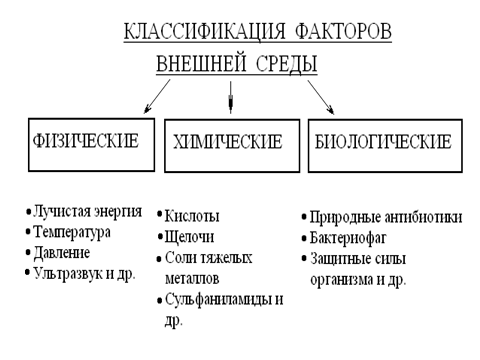 КЛАССИФИКАЦИЯ ФАКТОРОВ
ВНЕШНЕЙ СРЕДЫ
ФИЗИЧЕСКИЕ
ХИМИЧЕСКИЕ
БИОЛОГИЧЕСКИЕ
• Лучистая энергия
• Температура
• Давление
• Ультразвук и др.
• Кислоты
• Щелочи
• Соли тяжелых
металлов
• Сульфаниламиды и
др.
• Природные антибиотики
• Бактериофаг
• Защитные силы
организма и др.